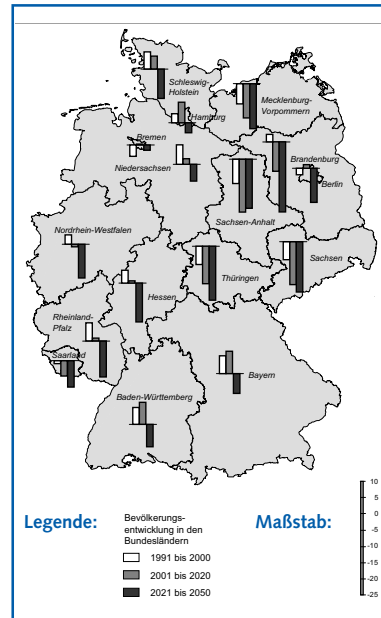 Schleswig-
Holstein
Mecklenburg-
Vorpommern
Hamburg
Bremen
Niedersachsen
Brandenburg
Berlin
Sachsen-Anhalt
Nordrhein-Westfalen
Sachsen
Thüringen
Hessen
Rheinland-
Pfalz
Saarland
Bayern
Baden-Württemberg
Legende:
Bevölkerungs-
entwicklung in den
Bundesländern
1991 bis 2000
2001 bis 2020
2021 bis 2050
Maßstab:
10
5
0
-5
-10
-15
-20
-25